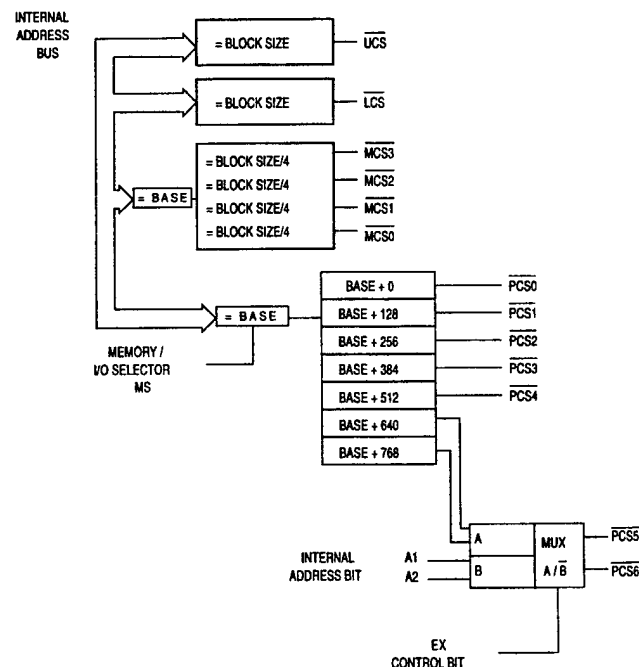 INTERNAL
ADDRESS
BUS
= BLOCK SIZE
UCS
= BLOCK SIZE
LCS
= BASE
= BLOCK SIZE/4
MCS3
= BLOCK SIZE/4
MCS2
= BLOCK SIZE/4
MCS1
= BLOCK SIZE/4
MCS0
= BASE
MEMORY /
I/O SELECTOR
MS
BASE + 0
PCS0
BASE + 128
PCS1
BASE + 256
PCS2
BASE + 384
PCS3
BASE + 512
PCS4
BASE + 640
BASE + 768
INTERNAL
ADDRESS BIT
A1
A2
A
B
MUX
A / B̅
PCS5
PCS6
EX
CONTROL BIT